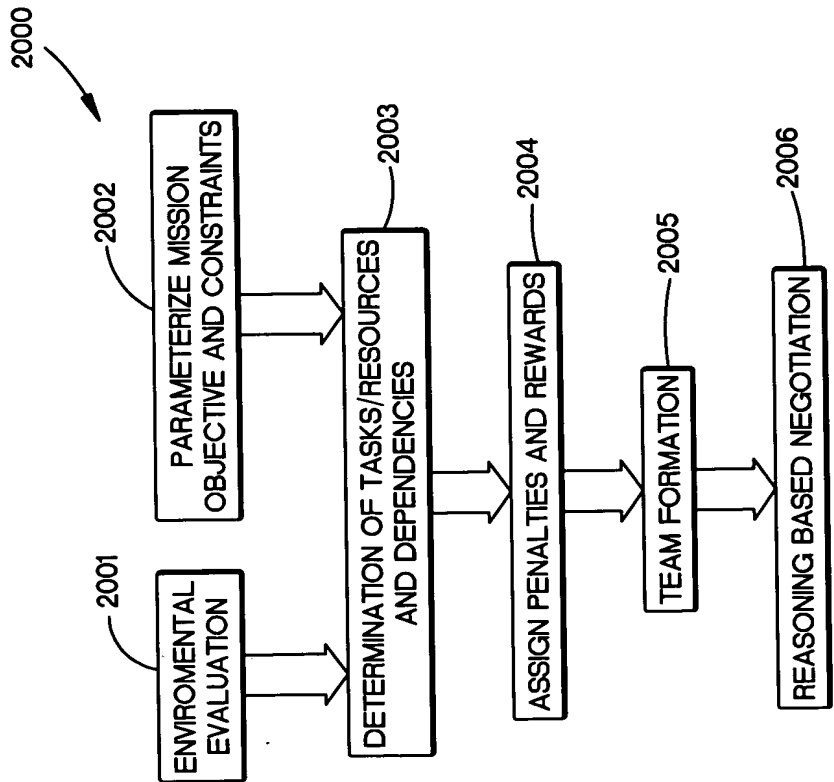 2000
2001
ENVIROMENTAL
EVALUATION
2002
PARAMETERIZE MISSION
OBJECTIVE AND CONSTRAINTS
2003
DETERMINATION OF TASKS/RESOURCES
AND DEPENDENCIES
2004
ASSIGN PENALTIES AND REWARDS
2005
TEAM FORMATION
2006
REASONING BASED NEGOTIATION